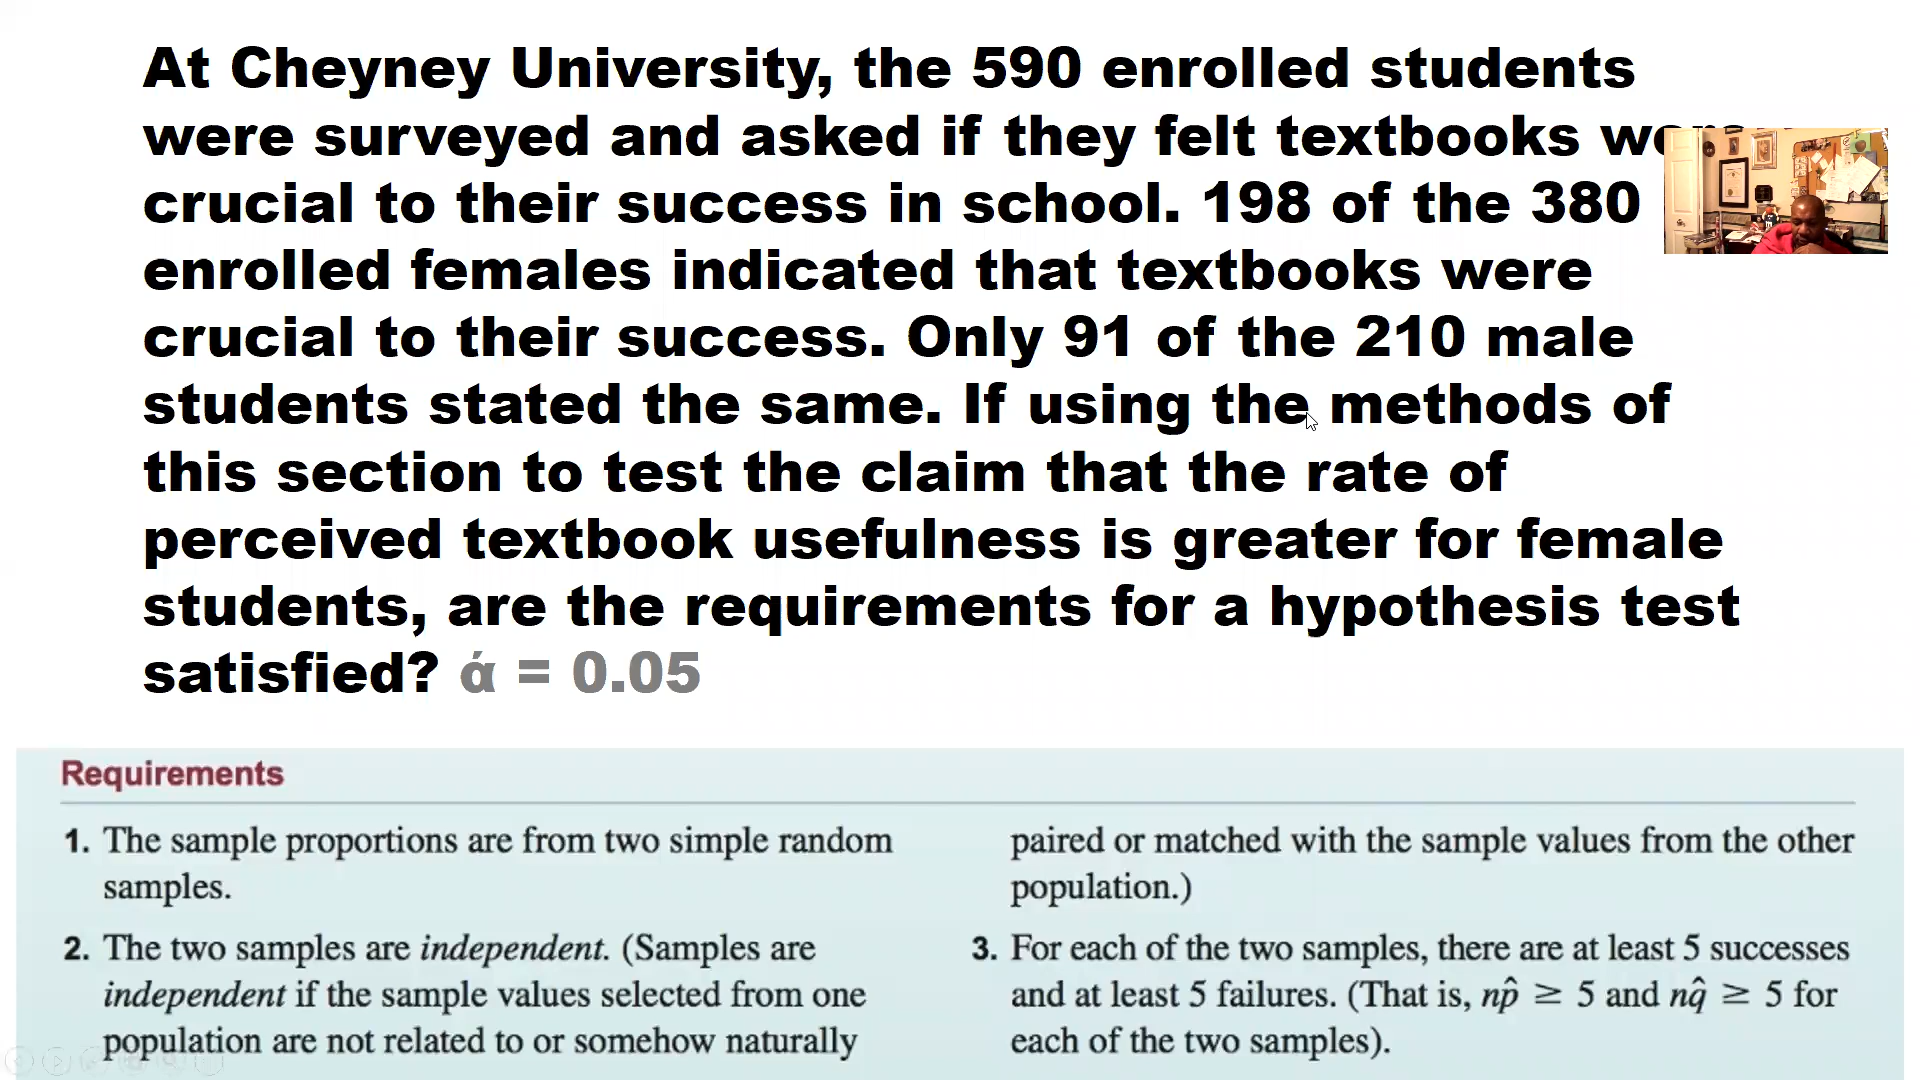 At Cheyney University, the 590 enrolled students
were surveyed and asked if they felt textbooks
crucial to their success in school. 198 of the 380
enrolled females indicated that textbooks were
crucial to their success. Only 91 of the 210 male
students stated the same. If using the methods of
this section to test the claim that the rate of
perceived textbook usefulness is greater for female
students, are the requirements for a hypothesis test
satisfied? ά = 0.05
Requirements
1. The sample proportions are from two simple random
samples.
2. The two samples are independent. (Samples are
independent if the sample values selected from one
population are not related to or somehow naturally
paired or matched with the sample values from the other
population.)
3. For each of the two samples, there are at least 5 successes
and at least 5 failures. (That is, np̂ ≥ 5 and nq̂ ≥ 5 for
each of the two samples).